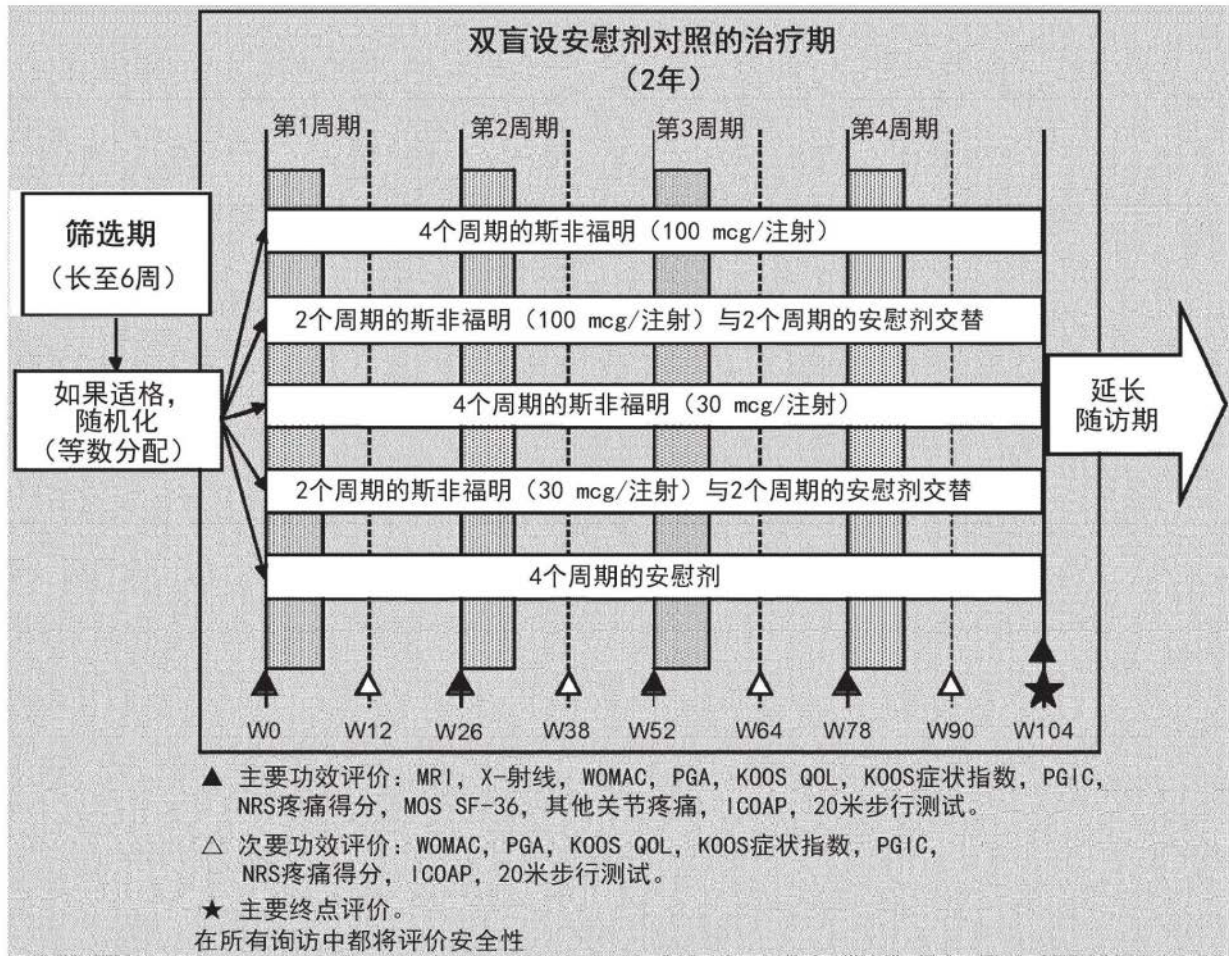 双盲设安慰剂对照的治疗期
(2年)
第1周期
第2周期
第3周期
第4周期
筛选期
(长至6周)
如果适格,
随机化
(等数分配)
4个周期的斯非福明(100 mcg/注射)
2个周期的斯非福明(100 mcg/注射)与2个周期的安慰剂交替
4个周期的斯非福明(30 mcg/注射)
2个周期的斯非福明(30 mcg/注射)与2个周期的安慰剂交替
4个周期的安慰剂
延长
随访期
W0 W12 W26 W38 W52 W64 W78 W90 W104
▲ 主要功效评价: MRI, X-射线, WOMAC, PGA, KOOS QOL, KOOS症状指数, PGIC,
NRS疼痛得分, MOS SF-36, 其他关节疼痛, ICOAP, 20米步行测试。
△ 次要功效评价: WOMAC, PGA, KOOS QOL, KOOS症状指数, PGIC,
NRS疼痛得分, ICOAP, 20米步行测试。
★ 主要终点评价。
在所有询访中都将评价安全性